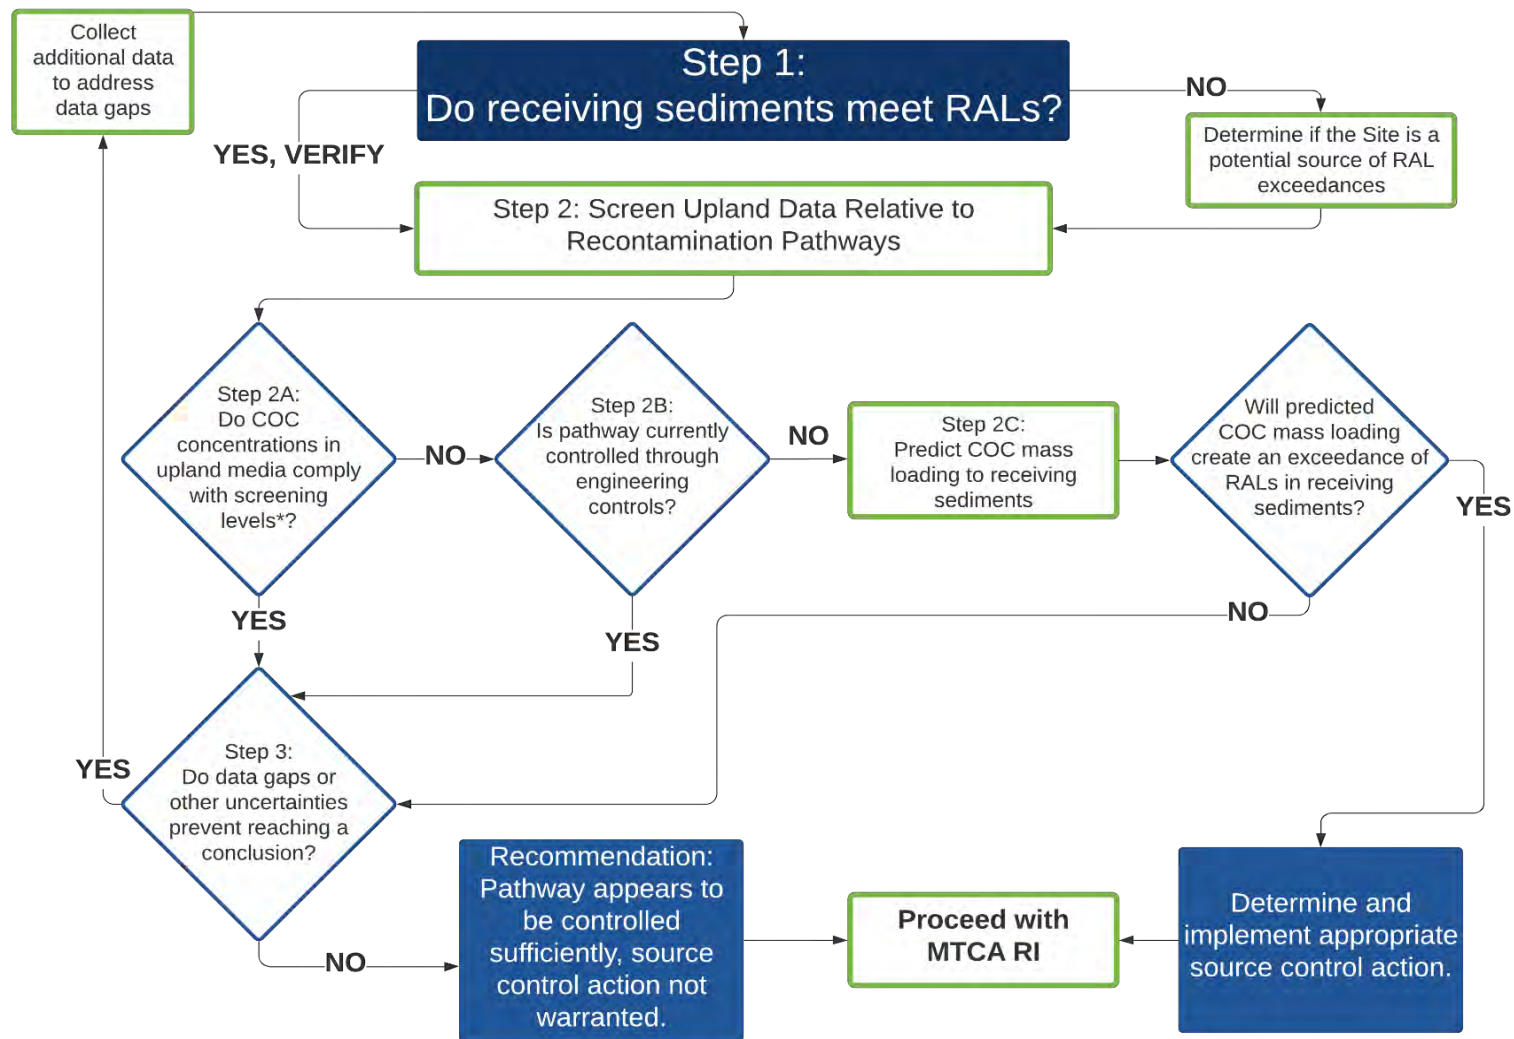 Collect
additional data
to address
data gaps
Step 1:
Do receiving sediments meet RALs?
NO
Determine if the Site is a
potential source of RAL
exceedances
YES, VERIFY
Step 2: Screen Upland Data Relative to
Recontamination Pathways
Step 2A:
Do COC
concentrations in
upland media comply
with screening
levels*?
NO
Step 2B:
Is pathway currently
controlled through
engineering
controls?
NO
Step 2C:
Predict COC mass
loading to receiving
sediments
Will predicted
COC mass loading
create an exceedance of
RALs in receiving
sediments?
YES
YES
YES
NO
Step 3:
Do data gaps or
other uncertainties
prevent reaching a
conclusion?
YES
NO
Recommendation:
Pathway appears to
be controlled
sufficiently, source
control action not
warranted.
Proceed with
MTCA RI
Determine and
implement appropriate
source control action.